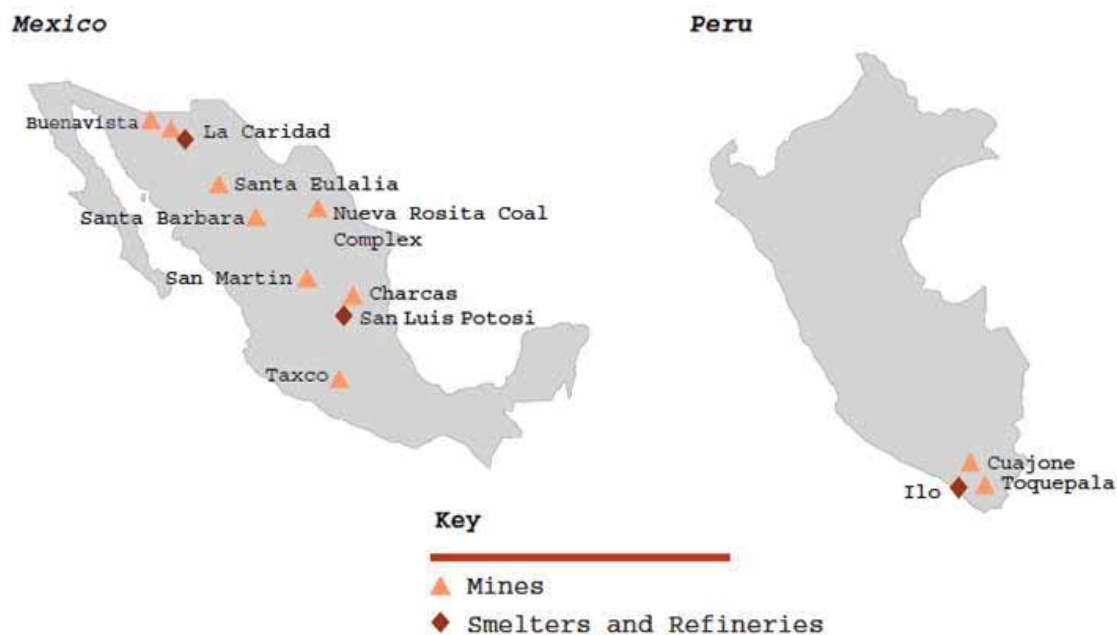 Mexico
Peru
Buenavista
La Caridad
Santa Eulalia
Santa Barbara
Nueva Rosita Coal
Complex
San Martin
Charcas
San Luis Potosi
Taxco
Cuajone
Toquepala
Ilo
Key
Mines
Smelters and Refineries